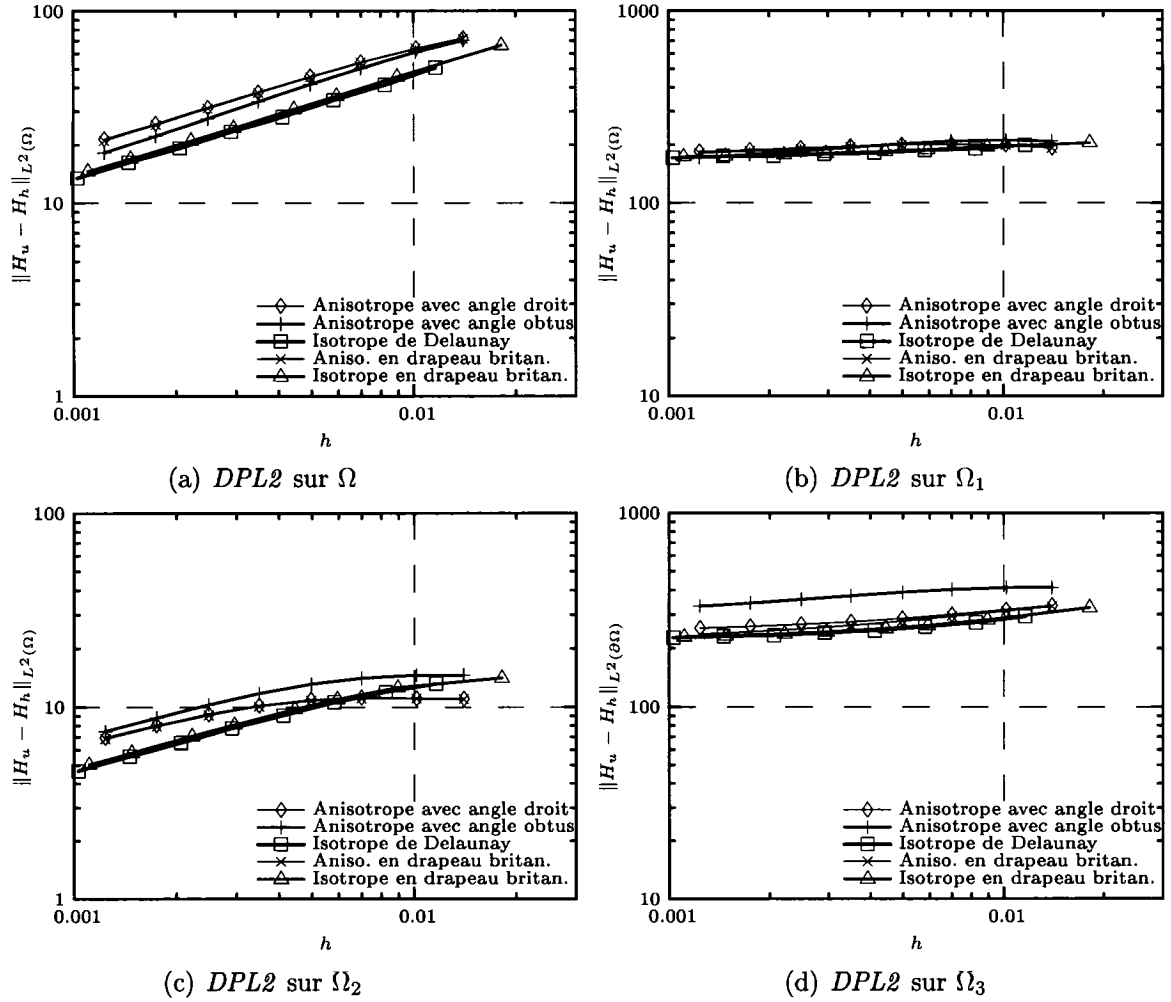 100
10
1
0.001
0.01
‖H_u − H_h‖_{L²(Ω)}
h
Anisotrope avec angle droit
Anisotrope avec angle obtus
Isotrope de Delaunay
Aniso. en drapeau britan.
Isotrope en drapeau britan.
(a) DPL2 sur Ω
1000
100
10
0.001
0.01
‖H_u − H_h‖_{L²(Ω)}
h
Anisotrope avec angle droit
Anisotrope avec angle obtus
Isotrope de Delaunay
Aniso. en drapeau britan.
Isotrope en drapeau britan.
(b) DPL2 sur Ω₁
100
10
1
0.001
0.01
‖H_u − H_h‖_{L²(Ω)}
h
Anisotrope avec angle droit
Anisotrope avec angle obtus
Isotrope de Delaunay
Aniso. en drapeau britan.
Isotrope en drapeau britan.
(c) DPL2 sur Ω₂
1000
100
10
0.001
0.01
‖H_u − H_h‖_{L²(∂Ω)}
h
Anisotrope avec angle droit
Anisotrope avec angle obtus
Isotrope de Delaunay
Aniso. en drapeau britan.
Isotrope en drapeau britan.
(d) DPL2 sur Ω₃